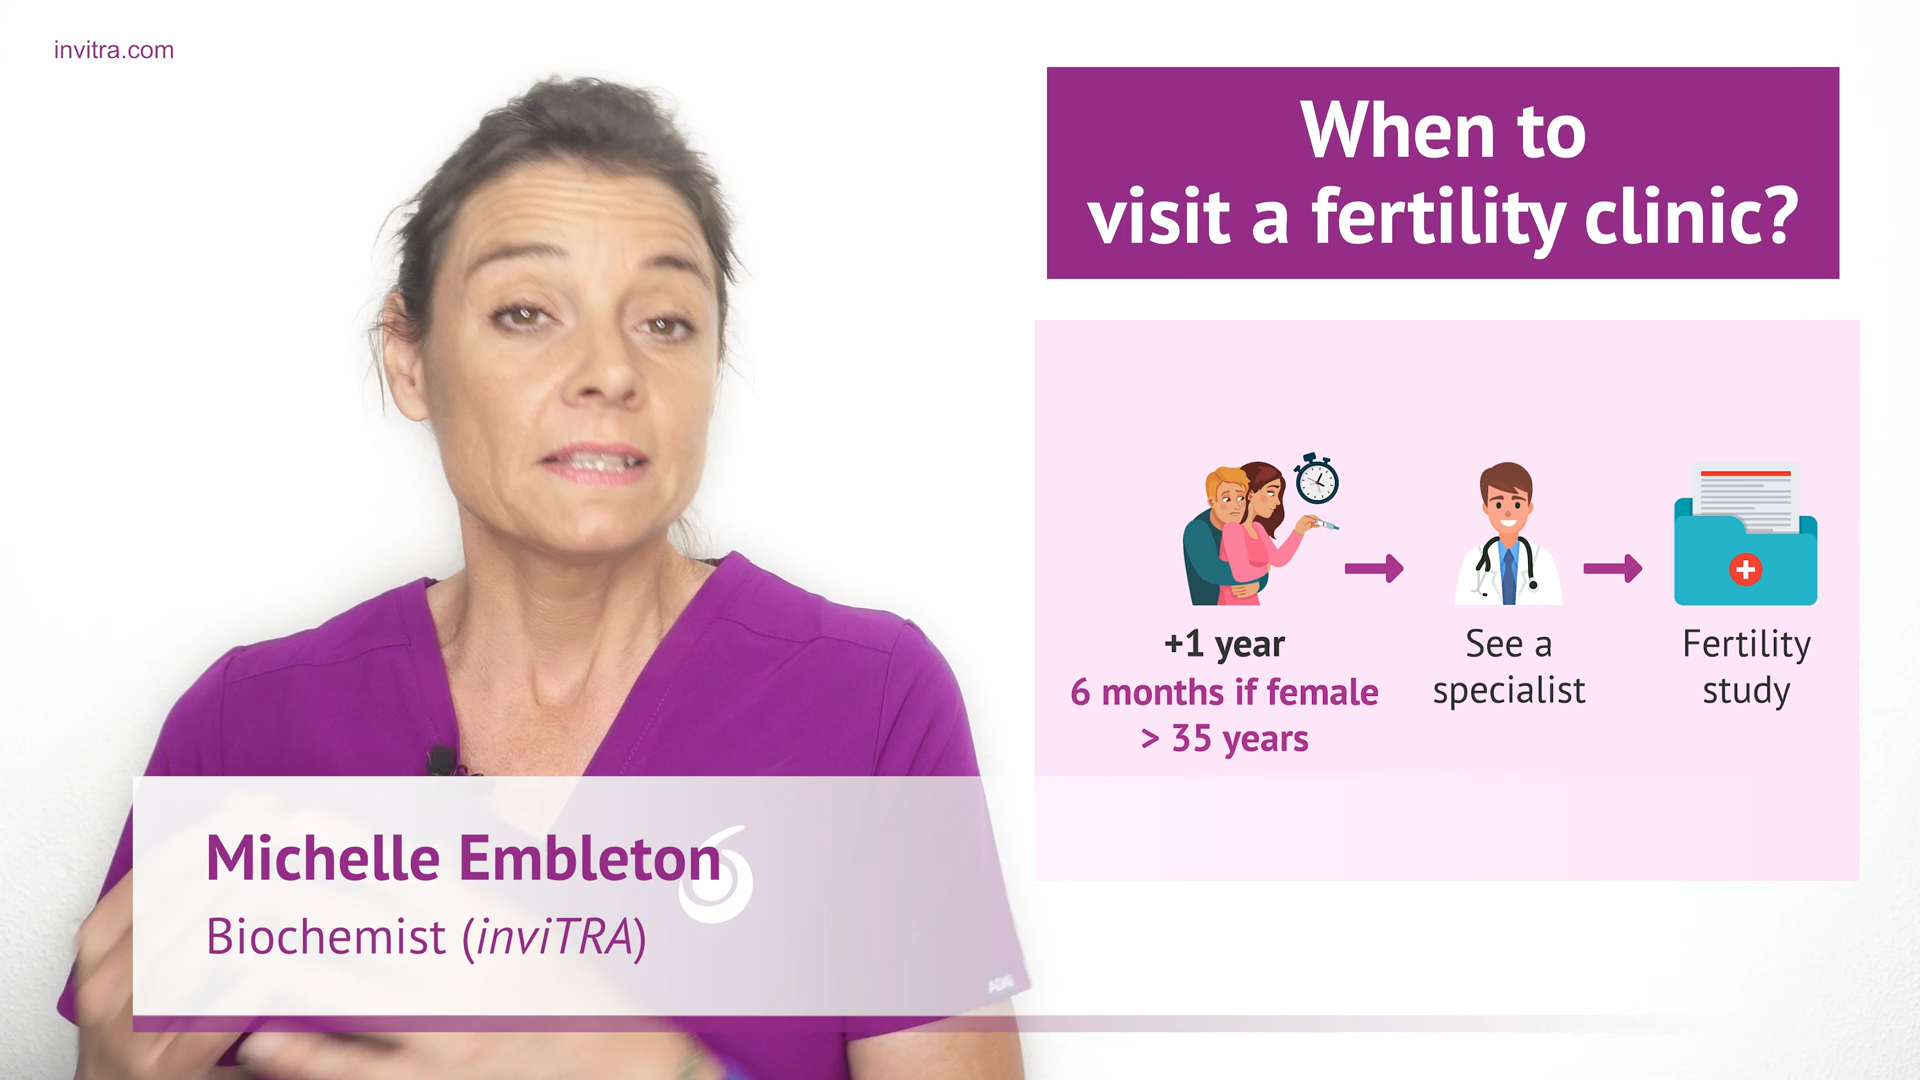 invitra.com
When to
visit a fertility clinic?
+1 year
6 months if female
> 35 years
See a
specialist
Fertility
study
Michelle Embleton
Biochemist (inviTRA)